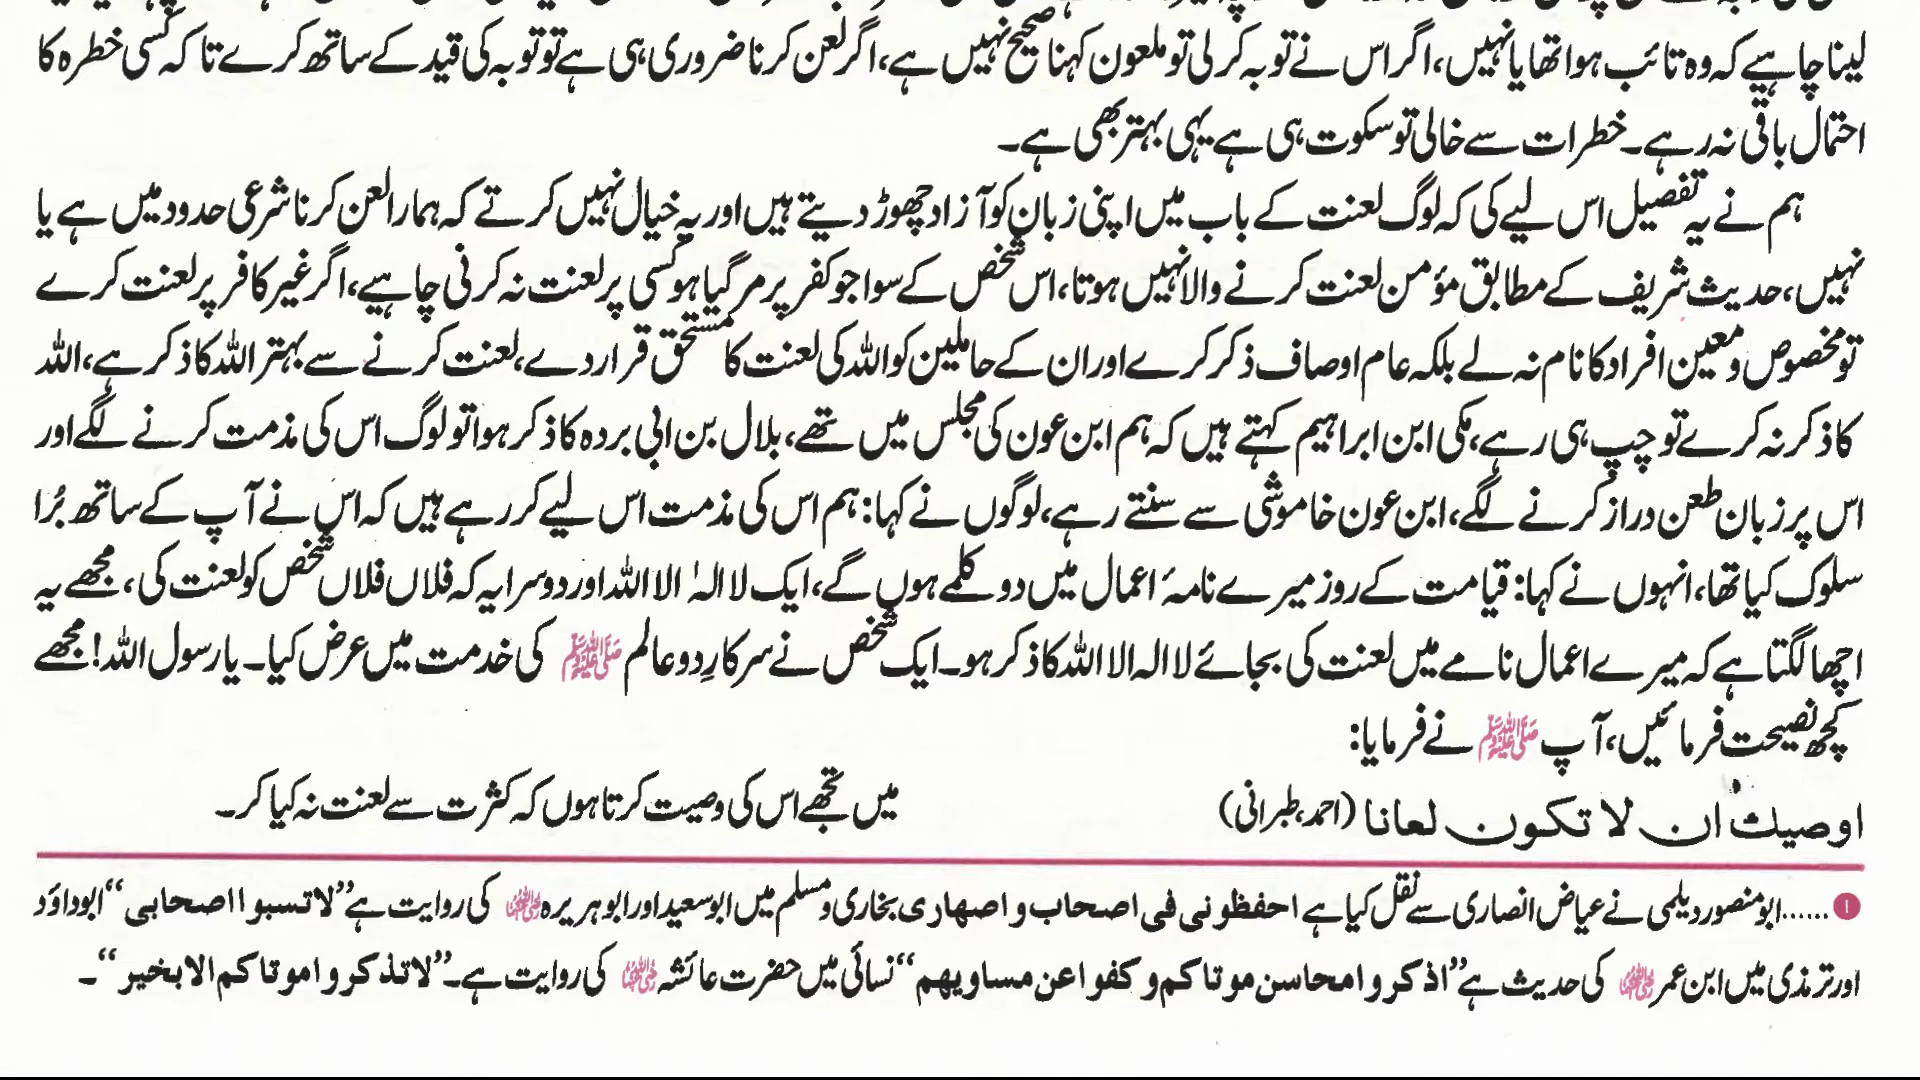 لینا چاہیے کہ وہ تائب ہوا تھا یا نہیں، اگر اس نے توبہ کر لی تو ملعون کہنا صحیح نہیں ہے، اگر لعن کرنا ضروری ہی ہے تو توبہ کی قید کے ساتھ کرے تا کہ کسی خطرہ کا
احتمال باقی نہ رہے۔ خطرات سے خالی تو سکوت ہی ہے یہی بہتر بھی ہے۔
ہم نے یہ تفصیل اس لیے کی کہ لوگ لعنت کے باب میں اپنی زبان کو آزاد چھوڑ دیتے ہیں اور یہ خیال نہیں کرتے کہ ہمارا لعن کرنا شرعی حدود میں ہے یا
نہیں، حدیث شریف کے مطابق مؤمن لعنت کرنے والا نہیں ہوتا، اس شخص کے سوا جو کفر پر مر گیا ہو کسی پر لعنت نہ کرنی چاہیے، اگر غیر کافر پر لعنت کرے
تو مخصوص و معین افراد کا نام نہ لے بلکہ عام اوصاف ذکر کرے اور ان کے حاملین کو اللہ کی لعنت کا مستحق قرار دے، لعنت کرنے سے بہتر اللہ کا ذکر ہے، اللہ
کا ذکر نہ کرے تو چپ ہی رہے، مکی ابن ابراہیم کہتے ہیں کہ ہم ابن عون کی مجلس میں تھے، بلال بن ابی بردہ کا ذکر ہوا تو لوگ اس کی مذمت کرنے لگے اور
اس پر زبان طعن دراز کرنے لگے، ابن عون خاموشی سے سنتے رہے، لوگوں نے کہا: ہم اس کی مذمت اس لیے کر رہے ہیں کہ اس نے آپ کے ساتھ بُرا
سلوک کیا تھا، انہوں نے کہا: قیامت کے روز میرے نامۂ اعمال میں دو کلمے ہوں گے، ایک لا الہٰ الا اللہ اور دوسرا یہ کہ فلاں فلاں شخص کو لعنت کی، مجھے یہ
اچھا لگتا ہے کہ میرے اعمال نامے میں لعنت کی بجائے لا الہ الا اللہ کا ذکر ہو۔ ایک شخص نے سرکارِ دو عالم ﷺ کی خدمت میں عرض کیا۔ یا رسول اللہ! مجھے
کچھ نصیحت فرمائیں، آپ ﷺ نے فرمایا:
اوصیك ان لا تکون لعانا (احمد، طبرانی) میں تجھے اس کی وصیت کرتا ہوں کہ کثرت سے لعنت نہ کیا کر۔
۱......ابو منصور دیلمی نے عیاض انصاری سے نقل کیا ہے احفظونی فی اصحاب و اصهاری بخاری و مسلم میں ابو سعید اور ابو ہریرہ رضی اللہ عنہ کی روایت ہے ”لا تسبوا اصحابی“ ابو داؤد
اور ترمذی میں ابن عمر رضی اللہ عنہ کی حدیث ہے ”اذکروا محاسن موتاکم و کفوا عن مساویهم“ نسائی میں حضرت عائشہ رضی اللہ عنہا کی روایت ہے۔ ”لا تذکروا موتاکم الا بخیر“۔